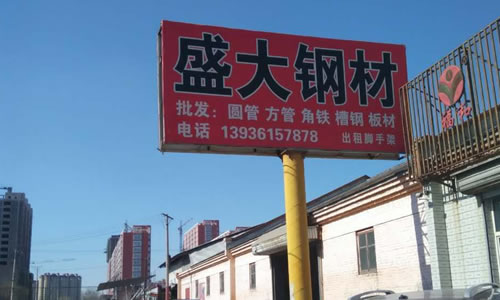 盛大钢材
批发：圆管 方管 角铁 槽钢 板材
电话 13936157878 出租脚手架